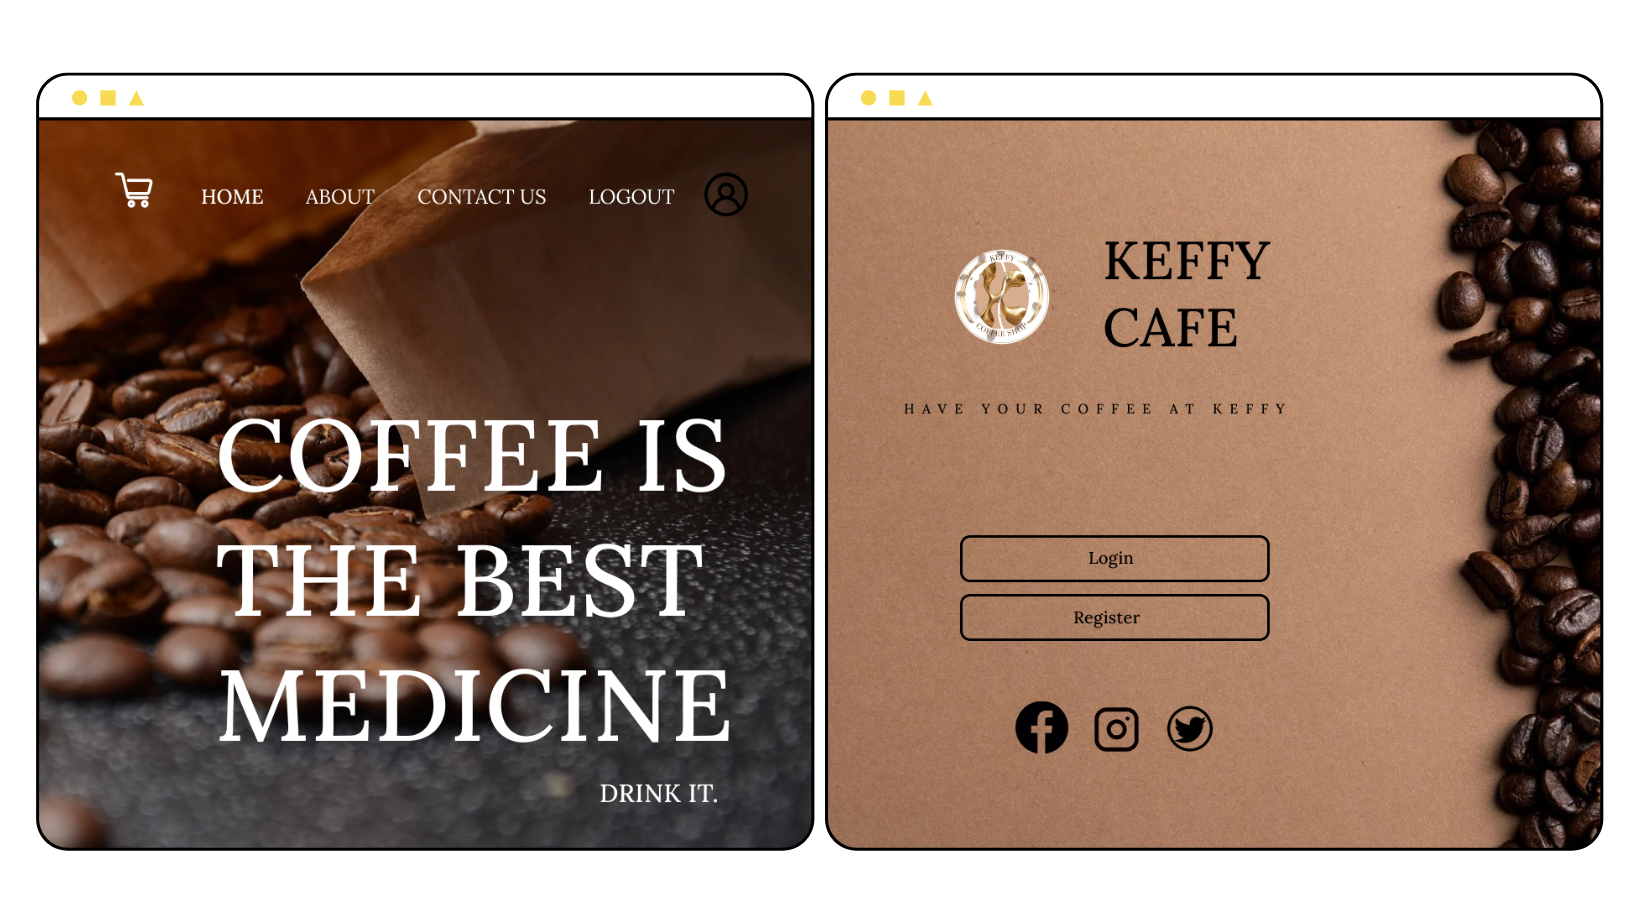 HOME ABOUT CONTACT US LOGOUT
COFFEE IS
THE BEST
MEDICINE
DRINK IT.
KEFFY
COFFEE SHOP
KEFFY
CAFE
HAVE YOUR COFFEE AT KEFFY
Login
Register